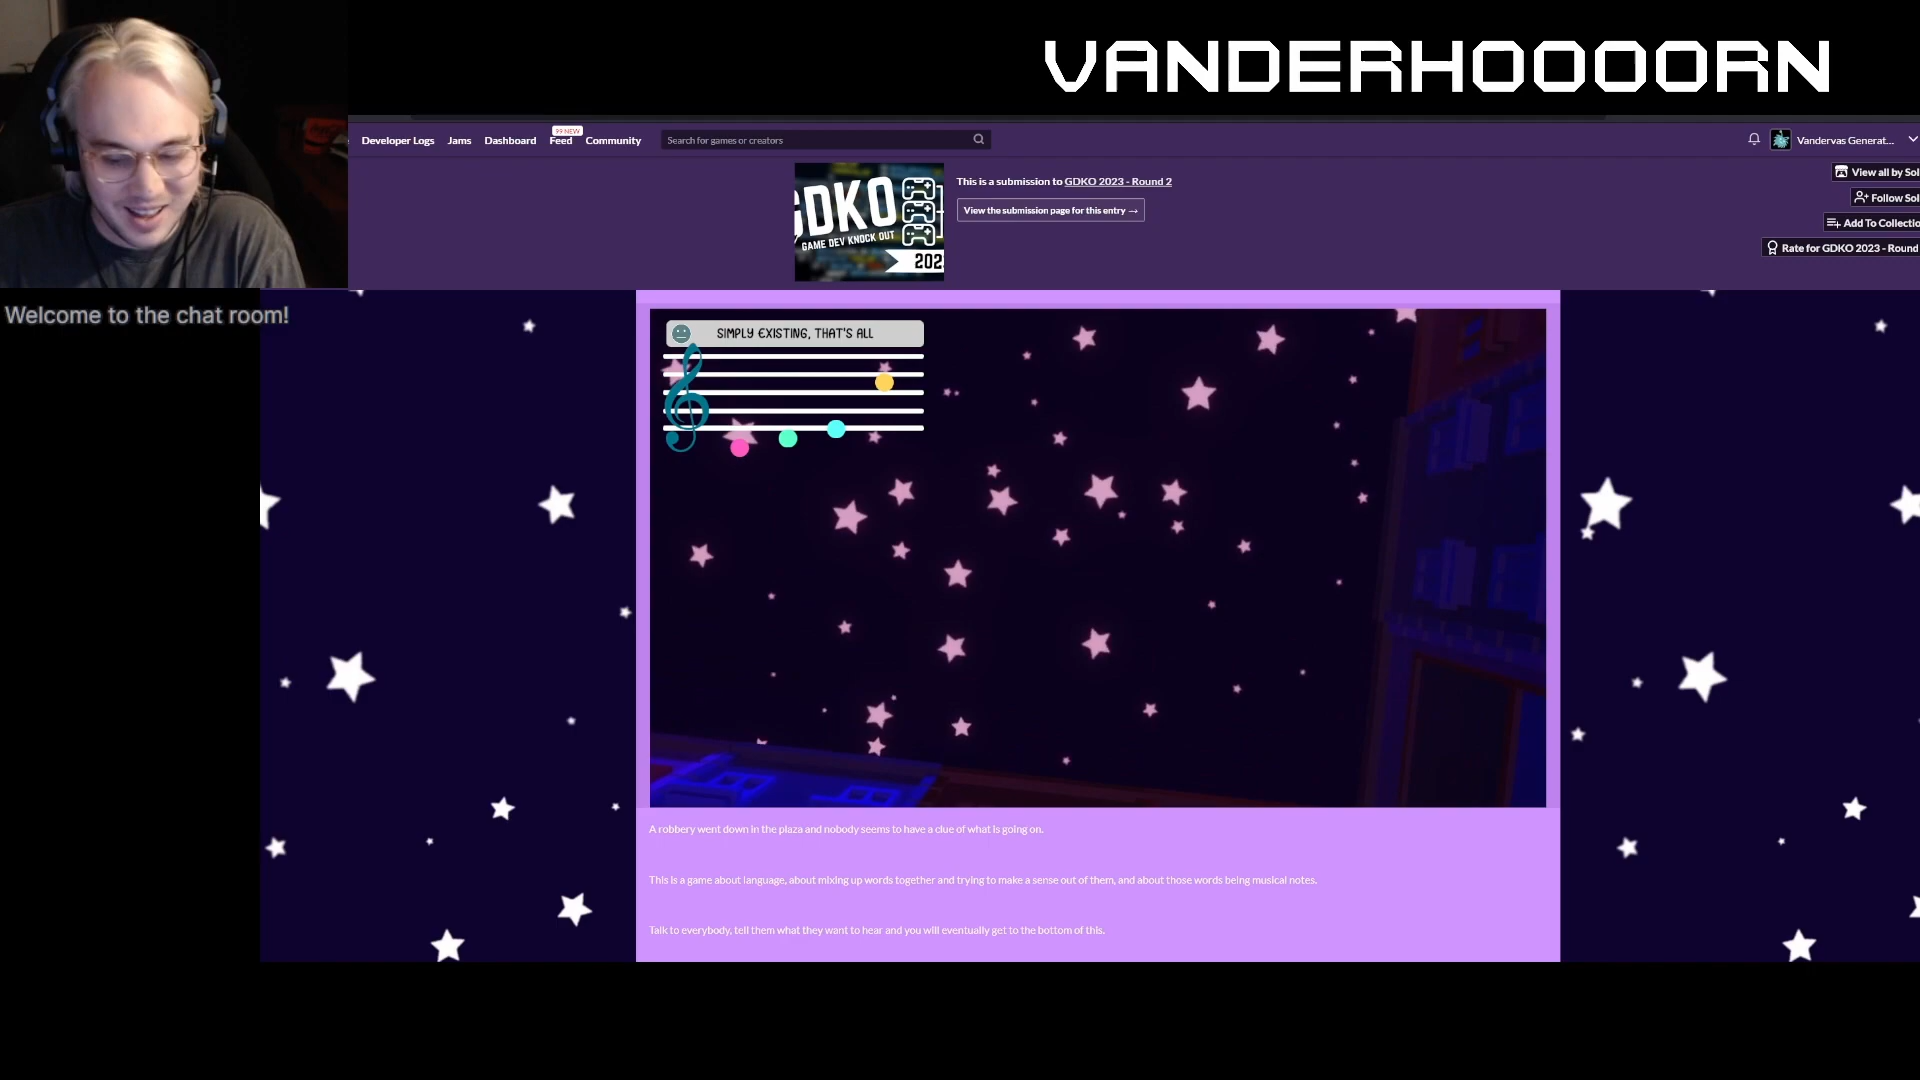 VANDERHOOOORN
Developer Logs Jams Dashboard Feed Community
99 NEW
Search for games or creators
Vandervas Generat...
GDKO
GAME DEV KNOCK OUT
202
This is a submission to GDKO 2023 - Round 2
View the submission page for this entry →
View all by Sol
Follow Sol
Add To Collectio
Rate for GDKO 2023 - Round
Welcome to the chat room!
SIMPLY EXISTING, THAT'S ALL
A robbery went down in the plaza and nobody seems to have a clue of what is going on.
This is a game about language, about mixing up words together and trying to make a sense out of them, and about those words being musical notes.
Talk to everybody, tell them what they want to hear and you will eventually get to the bottom of this.